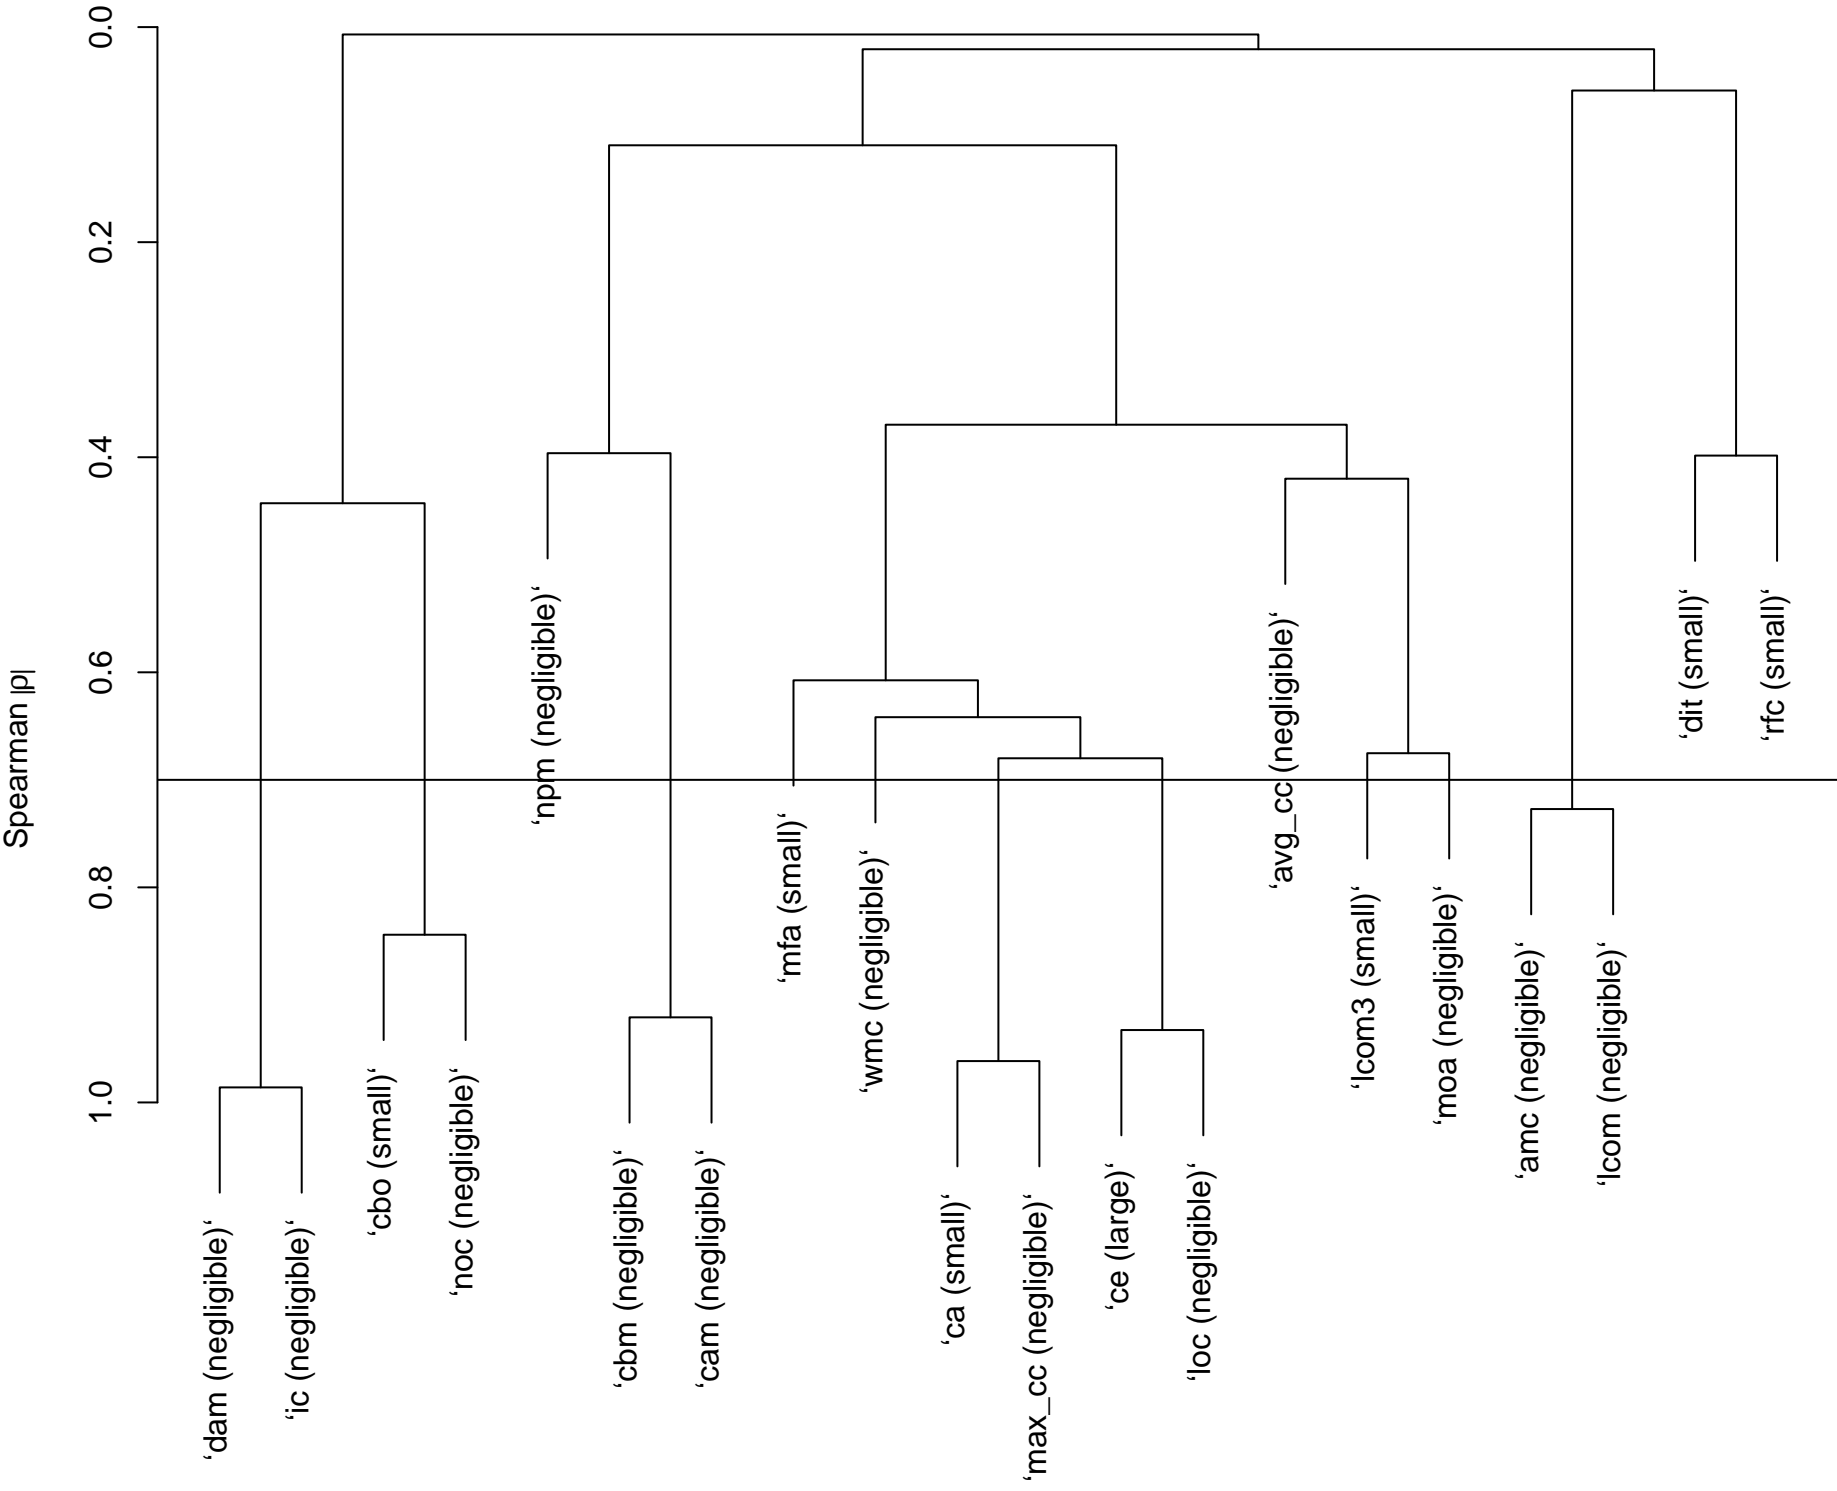 Spearman |ρ|
0.0
0.2
0.4
0.6
0.8
1.0
‘dam (negligible)‘
‘ic (negligible)‘
‘cbo (small)‘
‘noc (negligible)‘
‘npm (negligible)‘
‘cbm (negligible)‘
‘cam (negligible)‘
‘mfa (small)‘
‘wmc (negligible)‘
‘ca (small)‘
‘max_cc (negligible)‘
‘ce (large)‘
‘loc (negligible)‘
‘avg_cc (negligible)‘
‘lcom3 (small)‘
‘moa (negligible)‘
‘amc (negligible)‘
‘lcom (negligible)‘
‘dit (small)‘
‘rfc (small)‘